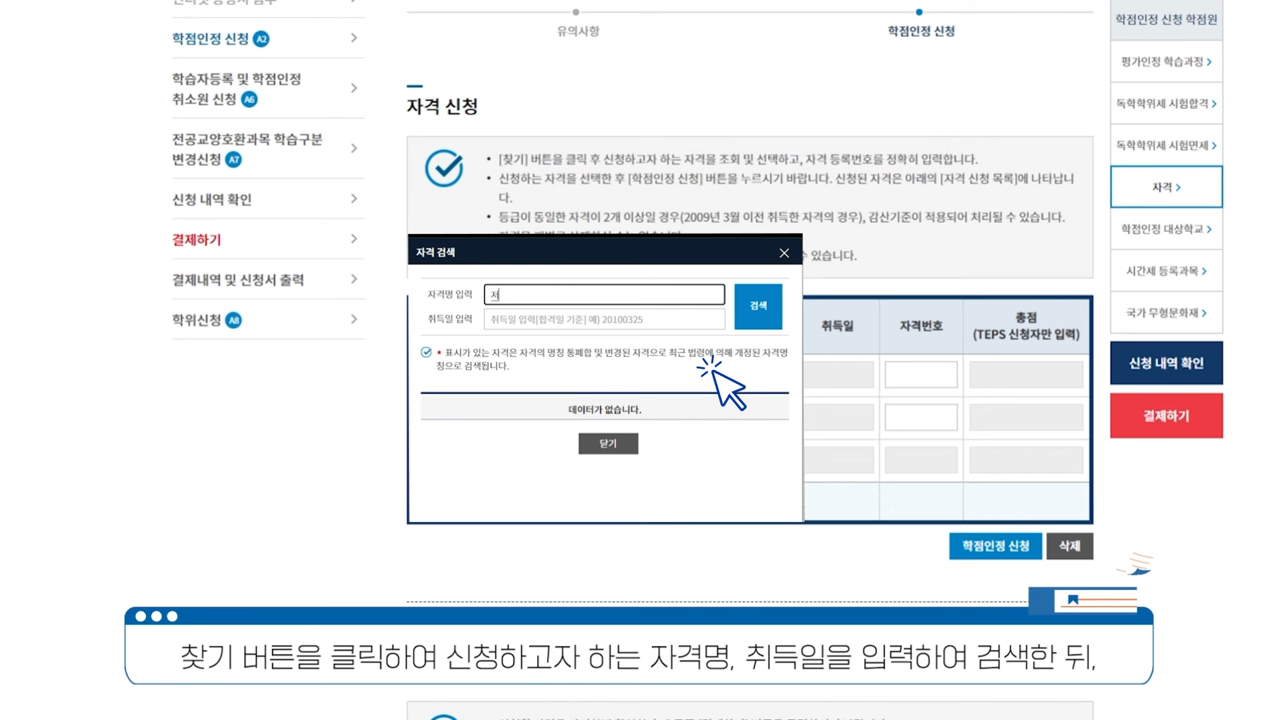 학점인정 신청 A2
학습자등록 및 학점인정
취소원 신청 A6
전공교양호환과목 학습구분
변경신청 A7
신청 내역 확인
결제하기
결제내역 및 신청서 출력
학위신청 A8
유의사항
학점인정 신청
자격 신청
• [찾기] 버튼을 클릭 후 신청하고자 하는 자격을 조회 및 선택하고, 자격 등록번호를 정확히 입력합니다.
• 신청하는 자격을 선택한 후 [학점인정 신청] 버튼을 누르시기 바랍니다. 신청된 자격은 아래의 [자격 신청 목록]에 나타납니
다.
• 등급이 동일한 자격이 2개 이상일 경우(2009년 3월 이전 취득한 자격의 경우), 감산기준이 적용되어 처리될 수 있습니다.
수 있습니다.
자격 검색
자격명 입력 저
취득일 입력 취득일 입력[합격일 기준] 예) 20100325
검색
* 표시가 있는 자격은 자격의 명칭 통폐합 및 변경된 자격으로 최근 법령에 의해 개정된 자격명
칭으로 검색됩니다.
데이터가 없습니다.
닫기
취득일
자격번호
총점
(TEPS 신청자만 입력)
학점인정 신청
삭제
학점인정 신청 학점원
평가인정 학습과정
독학학위제 시험합격
독학학위제 시험면제
자격
학점인정 대상학교
시간제 등록과목
국가 무형문화재
신청 내역 확인
결제하기
찾기 버튼을 클릭하여 신청하고자 하는 자격명, 취득일을 입력하여 검색한 뒤,